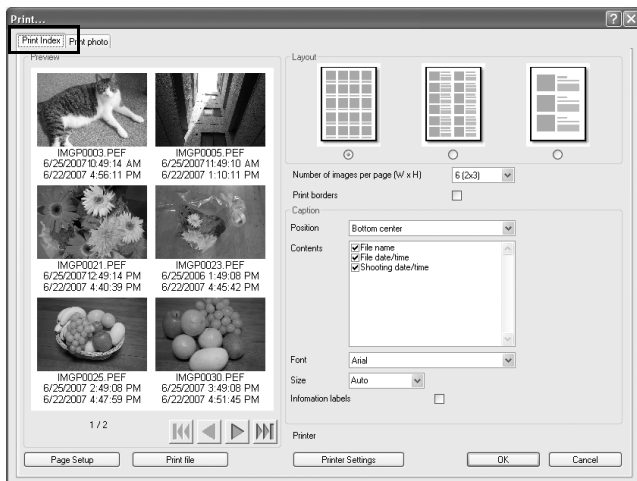 Print...
Print Index
Print photo
Preview
IMGP0003.PEF
6/25/200710:49:14 AM
6/22/2007 4:56:11 PM
IMGP0005.PEF
6/25/200711:49:10 AM
6/22/2007 1:10:11 PM
IMGP0021.PEF
6/25/200712:49:14 PM
6/22/2007 4:40:39 PM
IMGP0023.PEF
6/25/2006 1:49:08 PM
6/22/2007 4:45:42 PM
IMGP0025.PEF
6/25/2007 2:49:08 PM
6/22/2007 4:47:59 PM
IMGP0030.PEF
6/25/2007 3:49:08 PM
6/22/2007 4:51:45 PM
1 / 2
Page Setup
Print file
Layout
Number of images per page (W x H)
6 (2x3)
Print borders
Caption
Position
Bottom center
Contents
File name
File date/time
Shooting date/time
Font
Arial
Size
Auto
Infomation labels
Printer
Printer Settings
OK
Cancel